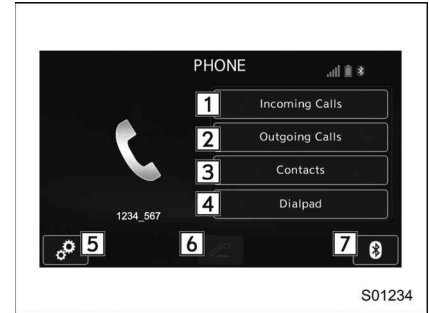 PHONE
1 Incoming Calls
2 Outgoing Calls
3 Contacts
4 Dialpad
1234_567
5 6 7
S01234